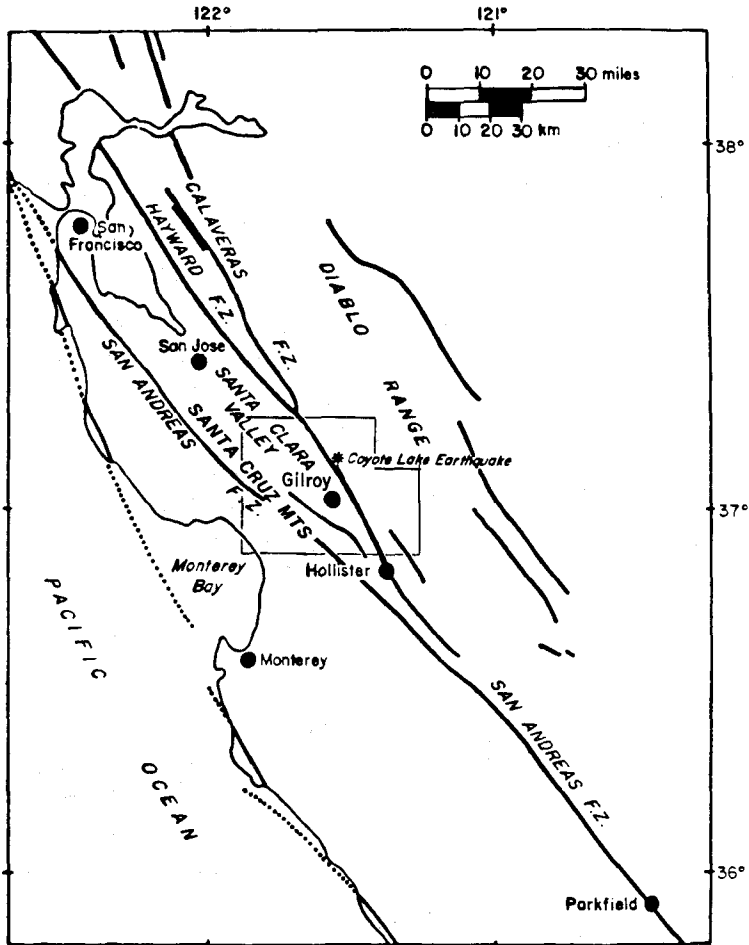 122° 121°
0 10 20 30 miles
0 10 20 30 km
38°
CALAVERAS
F.Z.
HAYWARD
F.Z.
San
Francisco
DIABLO
RANGE
San Jose
SAN ANDREAS
F.Z.
SANTA CLARA
VALLEY
SANTA CRUZ MTS
Coyote Lake Earthquake
Gilroy
37°
Hollister
Monterey
Bay
Monterey
PACIFIC
OCEAN
SAN ANDREAS F.Z.
36°
Parkfield